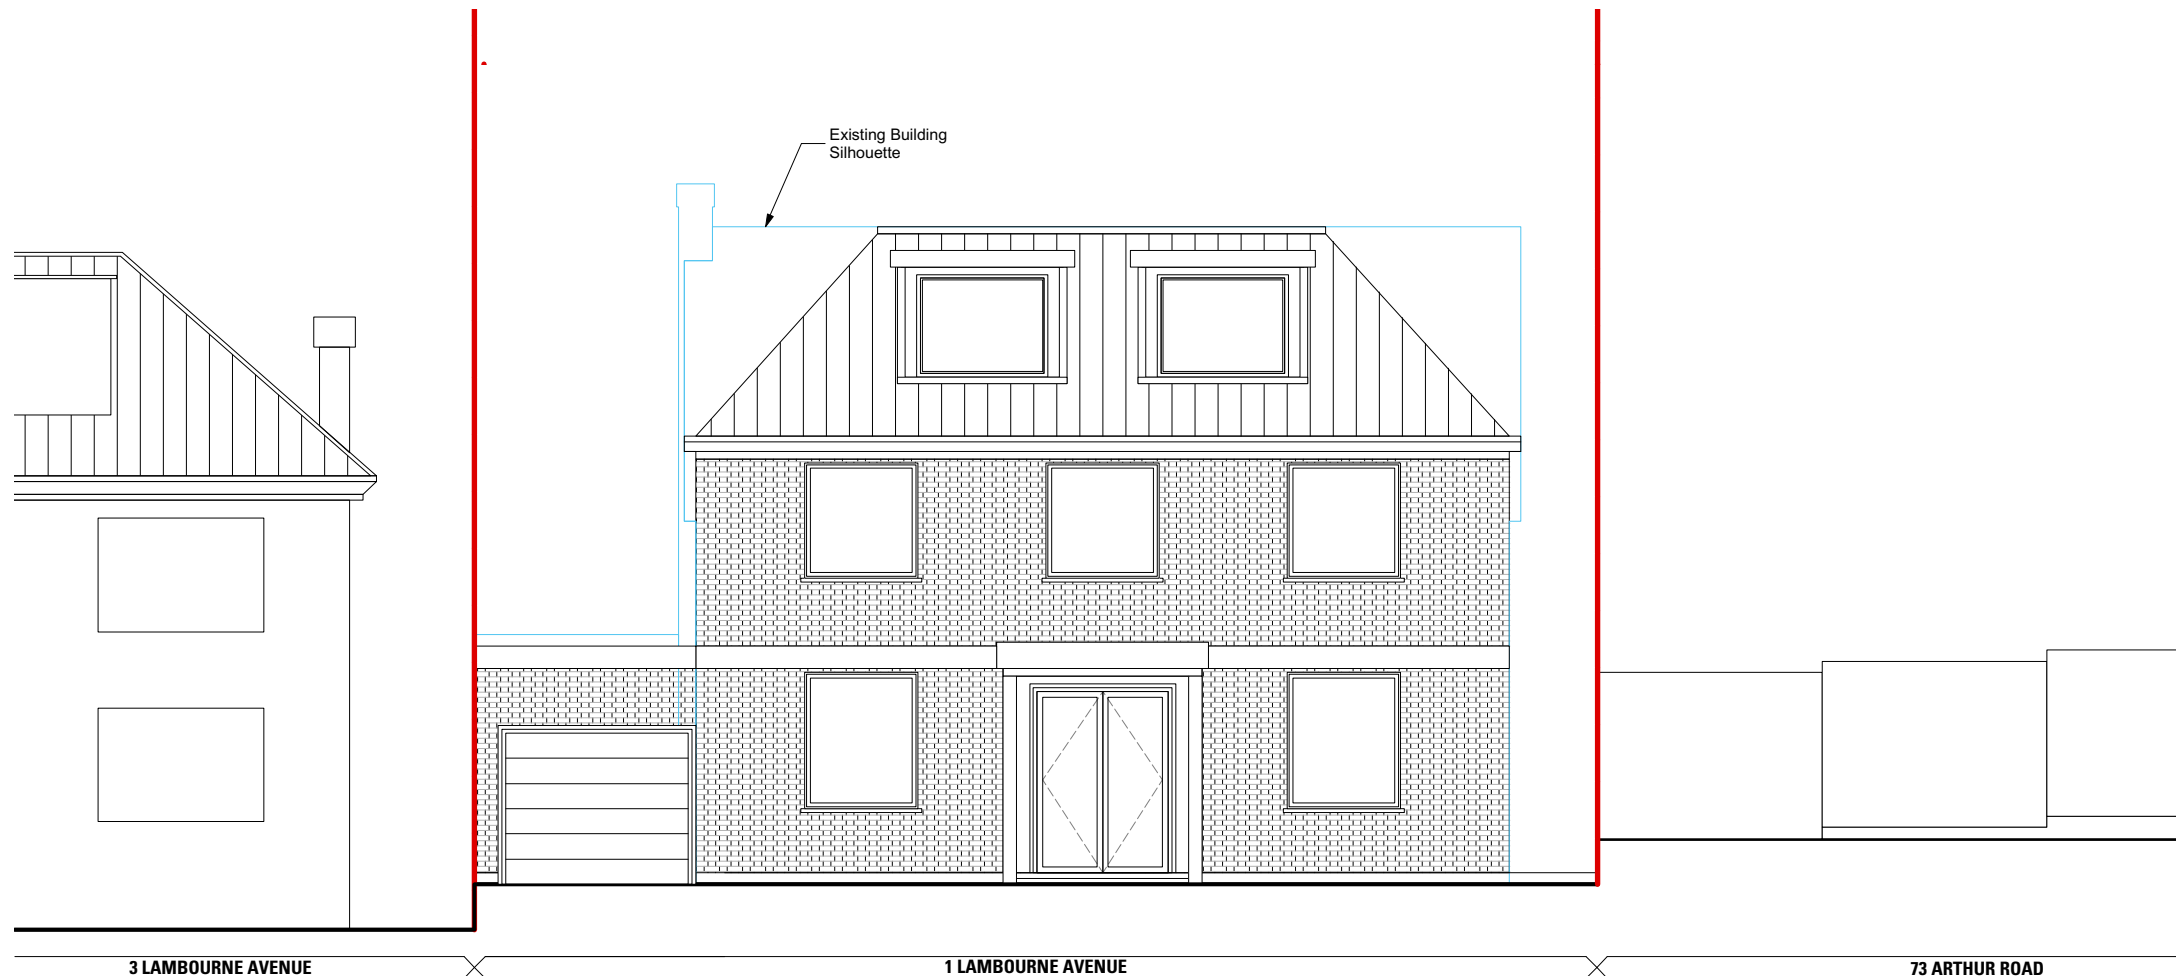 Existing Building
Silhouette
3 LAMBOURNE AVENUE
1 LAMBOURNE AVENUE
73 ARTHUR ROAD